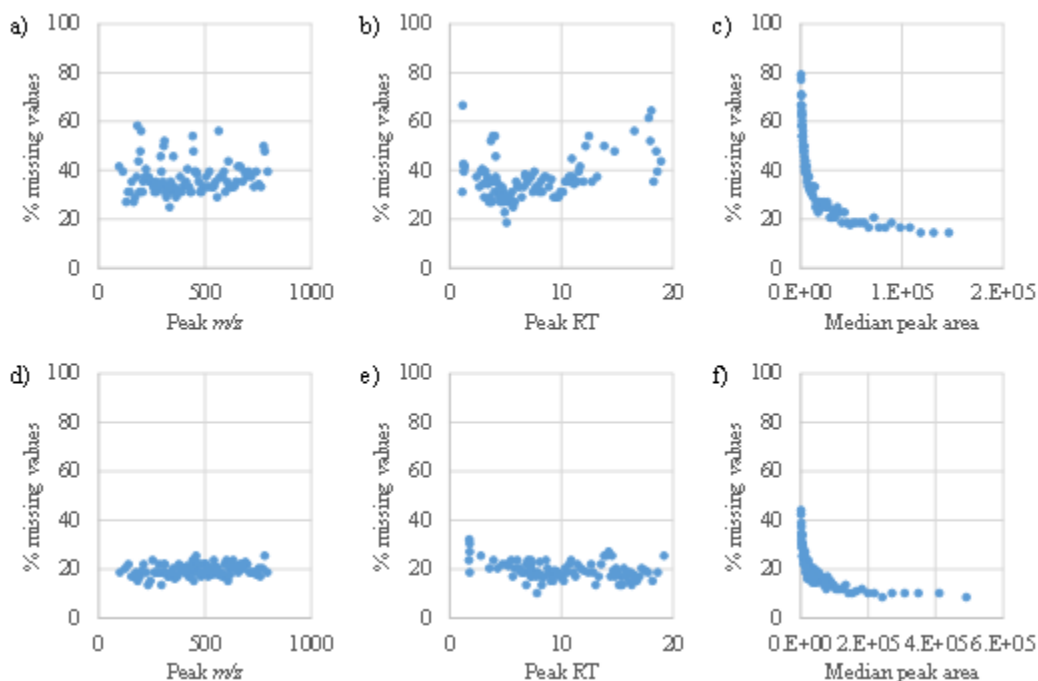 a)
100
80
60
40
20
0
% missing values
0
500
1000
Peak m/z
b)
100
80
60
40
20
0
% missing values
0
10
20
Peak RT
c)
100
80
60
40
20
0
% missing values
0.E+00
1.E+05
2.E+05
Median peak area
d)
100
80
60
40
20
0
% missing values
0
500
1000
Peak m/z
e)
100
80
60
40
20
0
% missing values
0
10
20
Peak RT
f)
100
80
60
40
20
0
% missing values
0.E+00
2.E+05
4.E+05
6.E+05
Median peak area